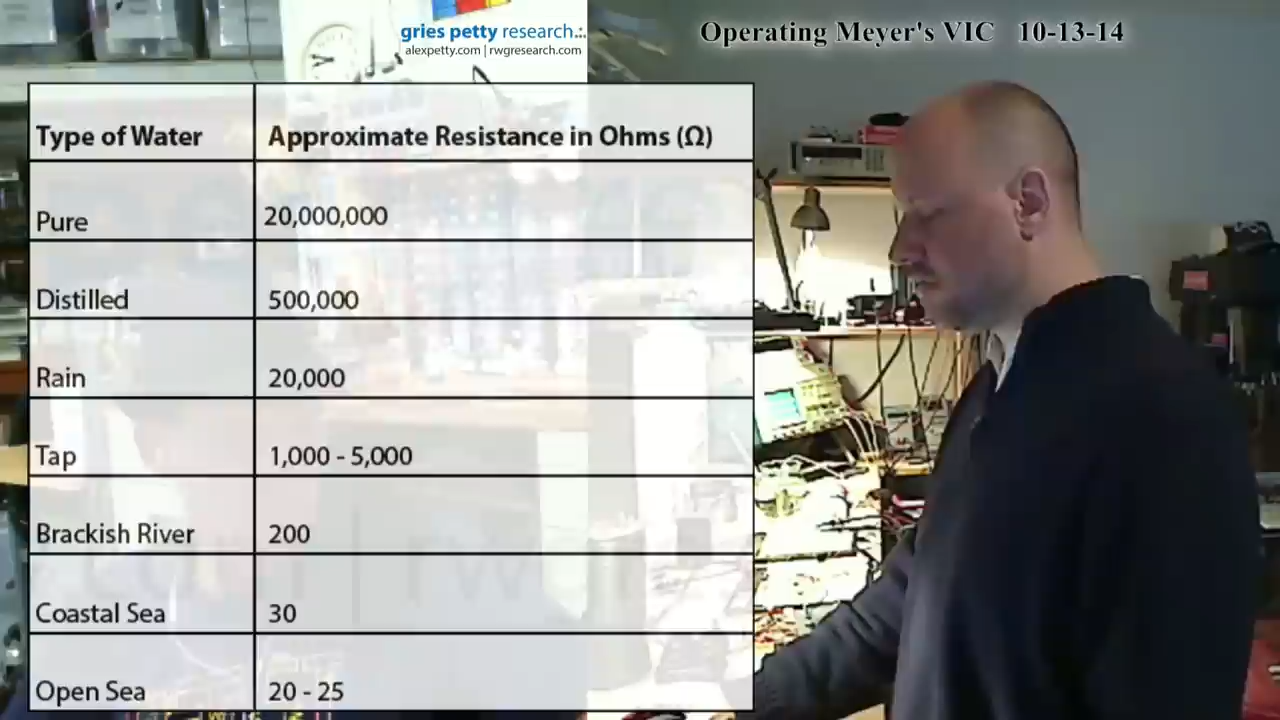 gries petty research.:.
alexpetty.com | rwgresearch.com
Operating Meyer's VIC 10-13-14
Type of Water Approximate Resistance in Ohms (Ω)
Pure 20,000,000
Distilled 500,000
Rain 20,000
Tap 1,000 - 5,000
Brackish River 200
Coastal Sea 30
Open Sea 20 - 25